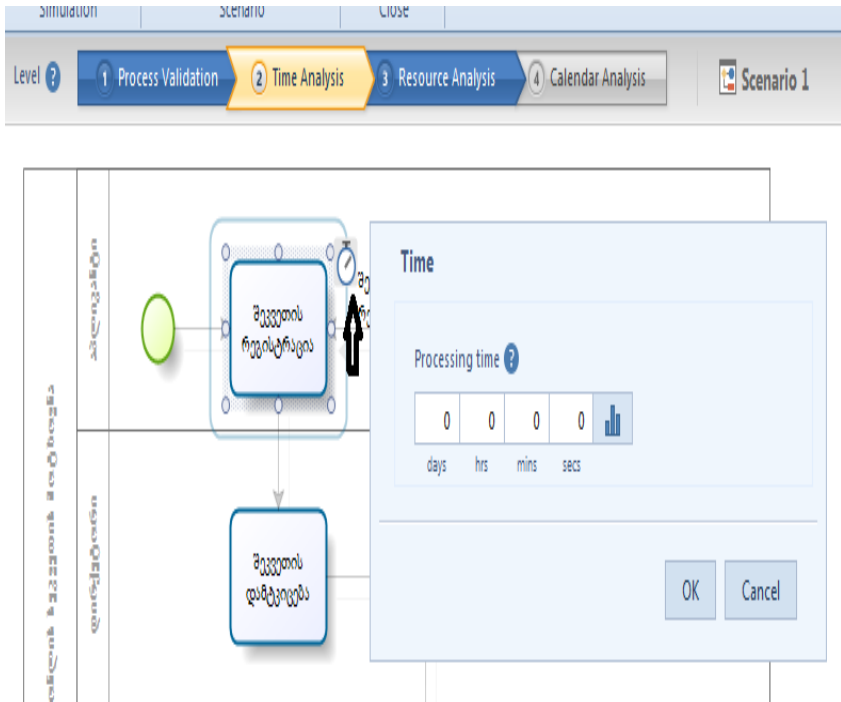 Simulation Scenario Close
Level ? 1 Process Validation 2 Time Analysis 3 Resource Analysis 4 Calendar Analysis Scenario 1
Time
Processing time ?
0 0 0 0
days hrs mins secs
OK Cancel
შეკვეთის
რეგისტრაცია
შეკვეთის
დამტკიცება
დირექტორი